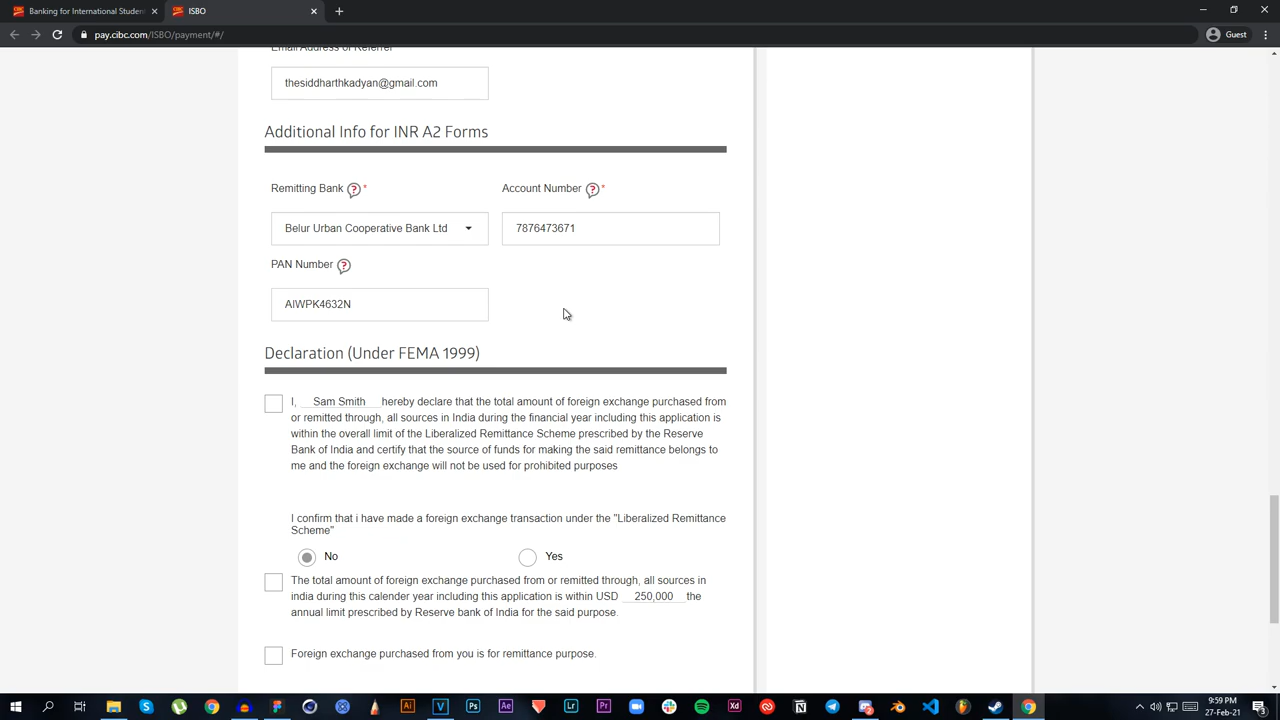 Banking for International Studen
ISBO
pay.cibc.com/ISBO/payment/#/
Guest
Email Address of Referrer
thesiddharthkadyan@gmail.com
Additional Info for INR A2 Forms
Remitting Bank ? *
Account Number ? *
Belur Urban Cooperative Bank Ltd
7876473671
PAN Number ?
AIWPK4632N
Declaration (Under FEMA 1999)
I, Sam Smith hereby declare that the total amount of foreign exchange purchased from
or remitted through, all sources in India during the financial year including this application is
within the overall limit of the Liberalized Remittance Scheme prescribed by the Reserve
Bank of India and certify that the source of funds for making the said remittance belongs to
me and the foreign exchange will not be used for prohibited purposes
I confirm that i have made a foreign exchange transaction under the "Liberalized Remittance
Scheme"
No
Yes
The total amount of foreign exchange purchased from or remitted through, all sources in
india during this calender year including this application is within USD 250,000 the
annual limit prescribed by Reserve bank of India for the said purpose.
Foreign exchange purchased from you is for remittance purpose.
9:59 PM
27-Feb-21